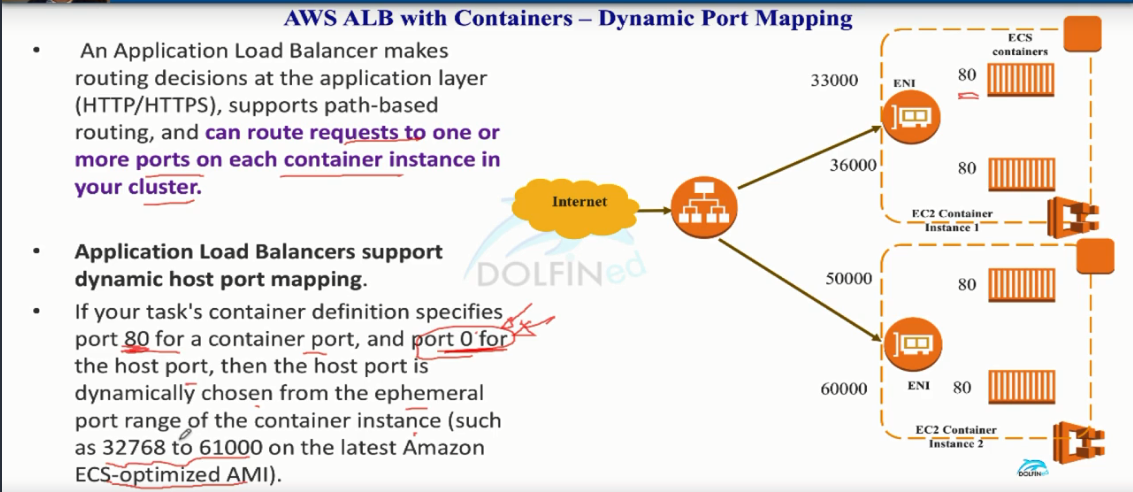 AWS ALB with Containers – Dynamic Port Mapping
• An Application Load Balancer makes
routing decisions at the application layer
(HTTP/HTTPS), supports path-based
routing, and can route requests to one or
more ports on each container instance in
your cluster.
• Application Load Balancers support
dynamic host port mapping.
• If your task's container definition specifies
port 80 for a container port, and port 0 for
the host port, then the host port is
dynamically chosen from the ephemeral
port range of the container instance (such
as 32768 to 61000 on the latest Amazon
ECS-optimized AMI).
Internet
DOLFINed
33000
36000
ENI
ECS
containers
80
80
EC2 Container
Instance 1
50000
60000
ENI
80
80
EC2 Container
Instance 2
DOLFINed